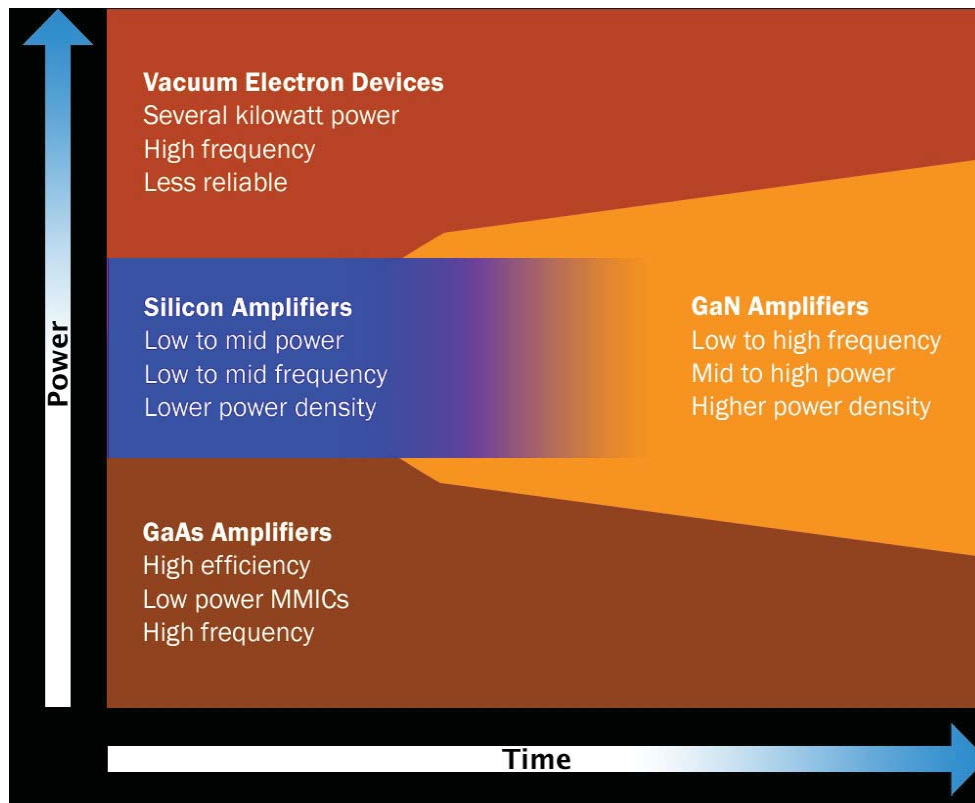 Vacuum Electron Devices
Several kilowatt power
High frequency
Less reliable
Silicon Amplifiers
Low to mid power
Low to mid frequency
Lower power density
GaN Amplifiers
Low to high frequency
Mid to high power
Higher power density
GaAs Amplifiers
High efficiency
Low power MMICs
High frequency
Power
Time